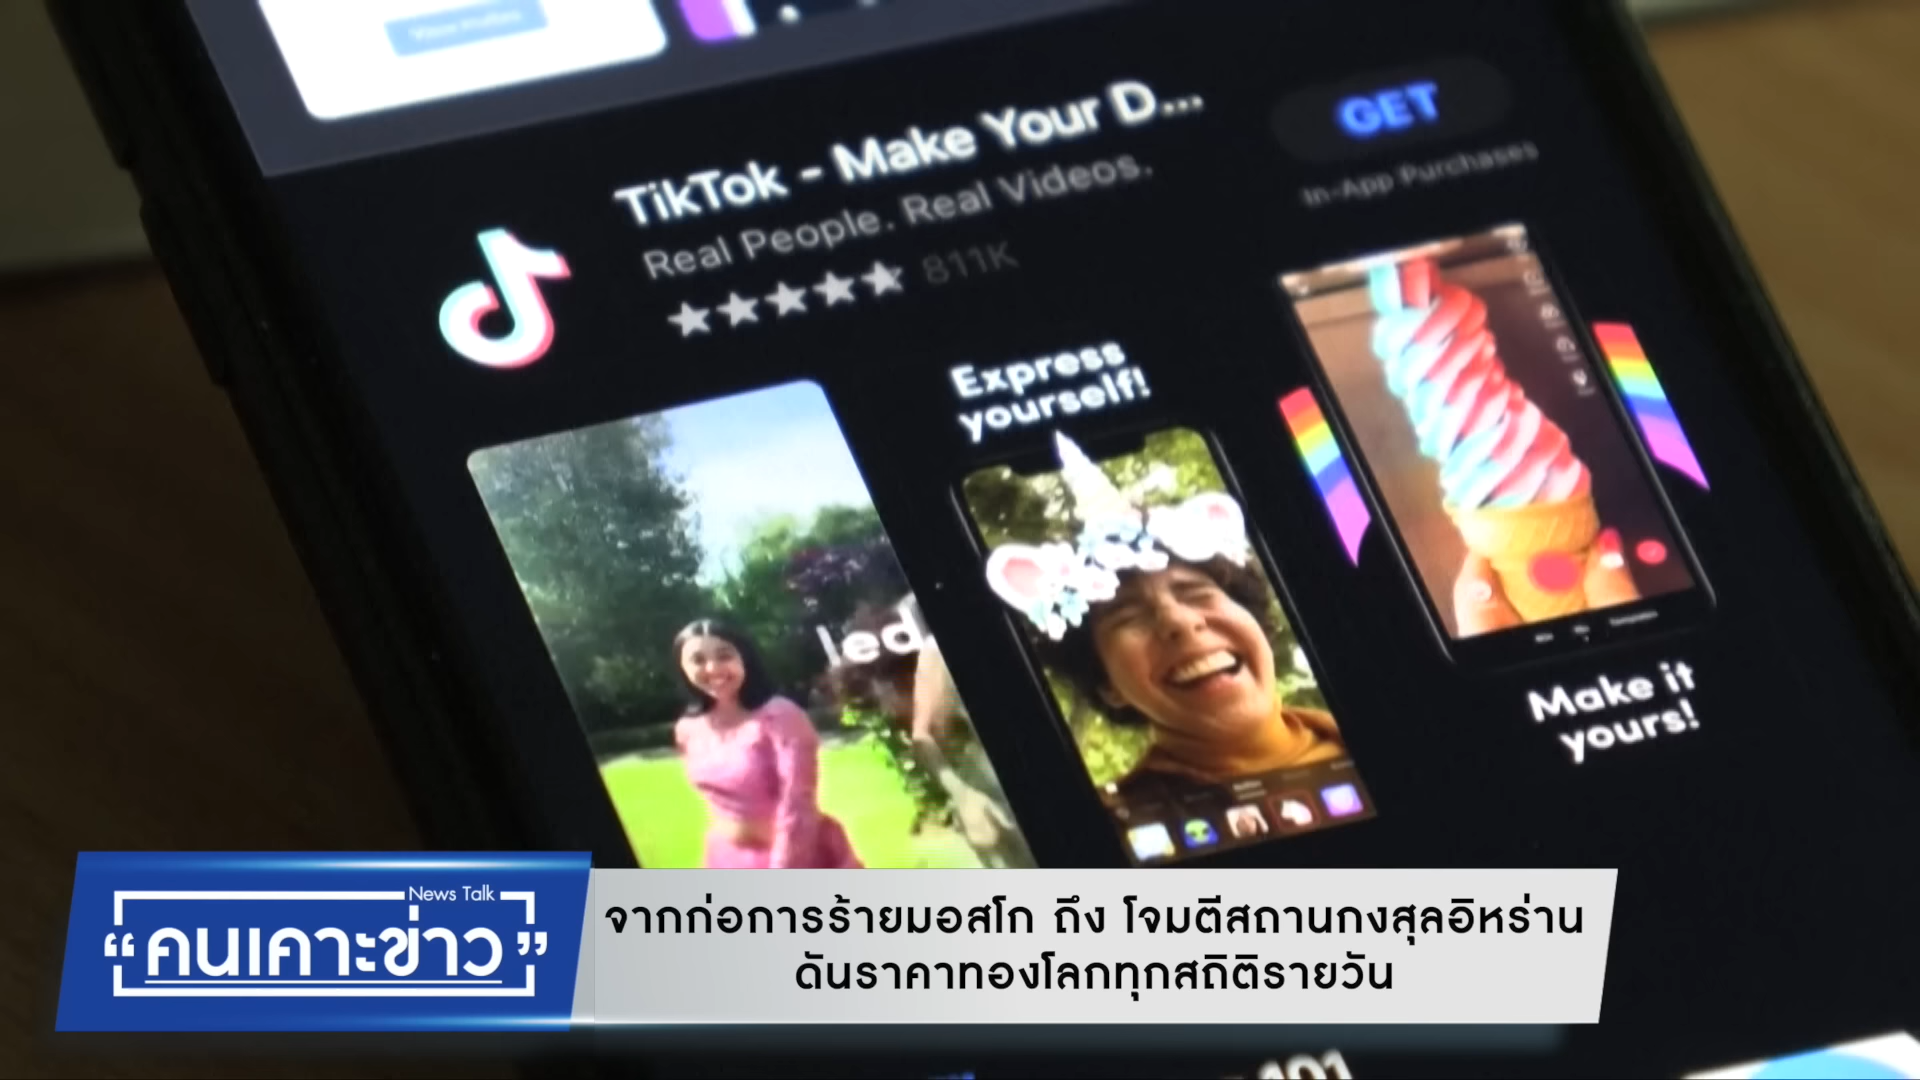 TikTok - Make Your D...
GET
Real People. Real Videos.
In-App Purchases
811K
Express
yourself!
led.
Make it
yours!
News Talk
“คนเคาะข่าว”
จากก่อการร้ายมอสโก ถึง โจมตีสถานกงสุลอิหร่าน
ดันราคาทองโลกทุกสถิติรายวัน
101